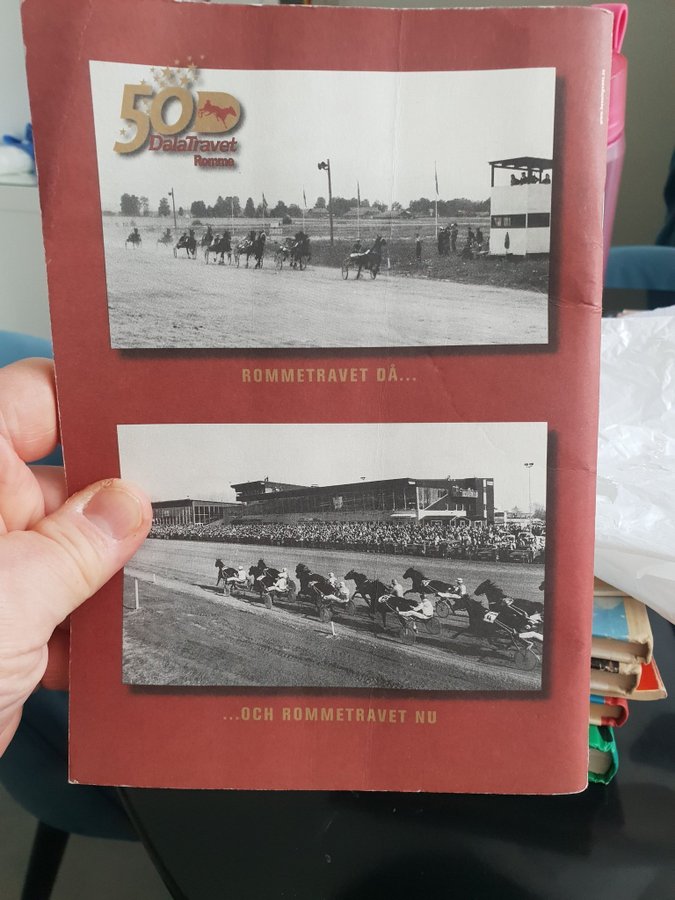 50
DalaTravet
Romme
ROMMETRAVET DÅ...
...OCH ROMMETRAVET NU